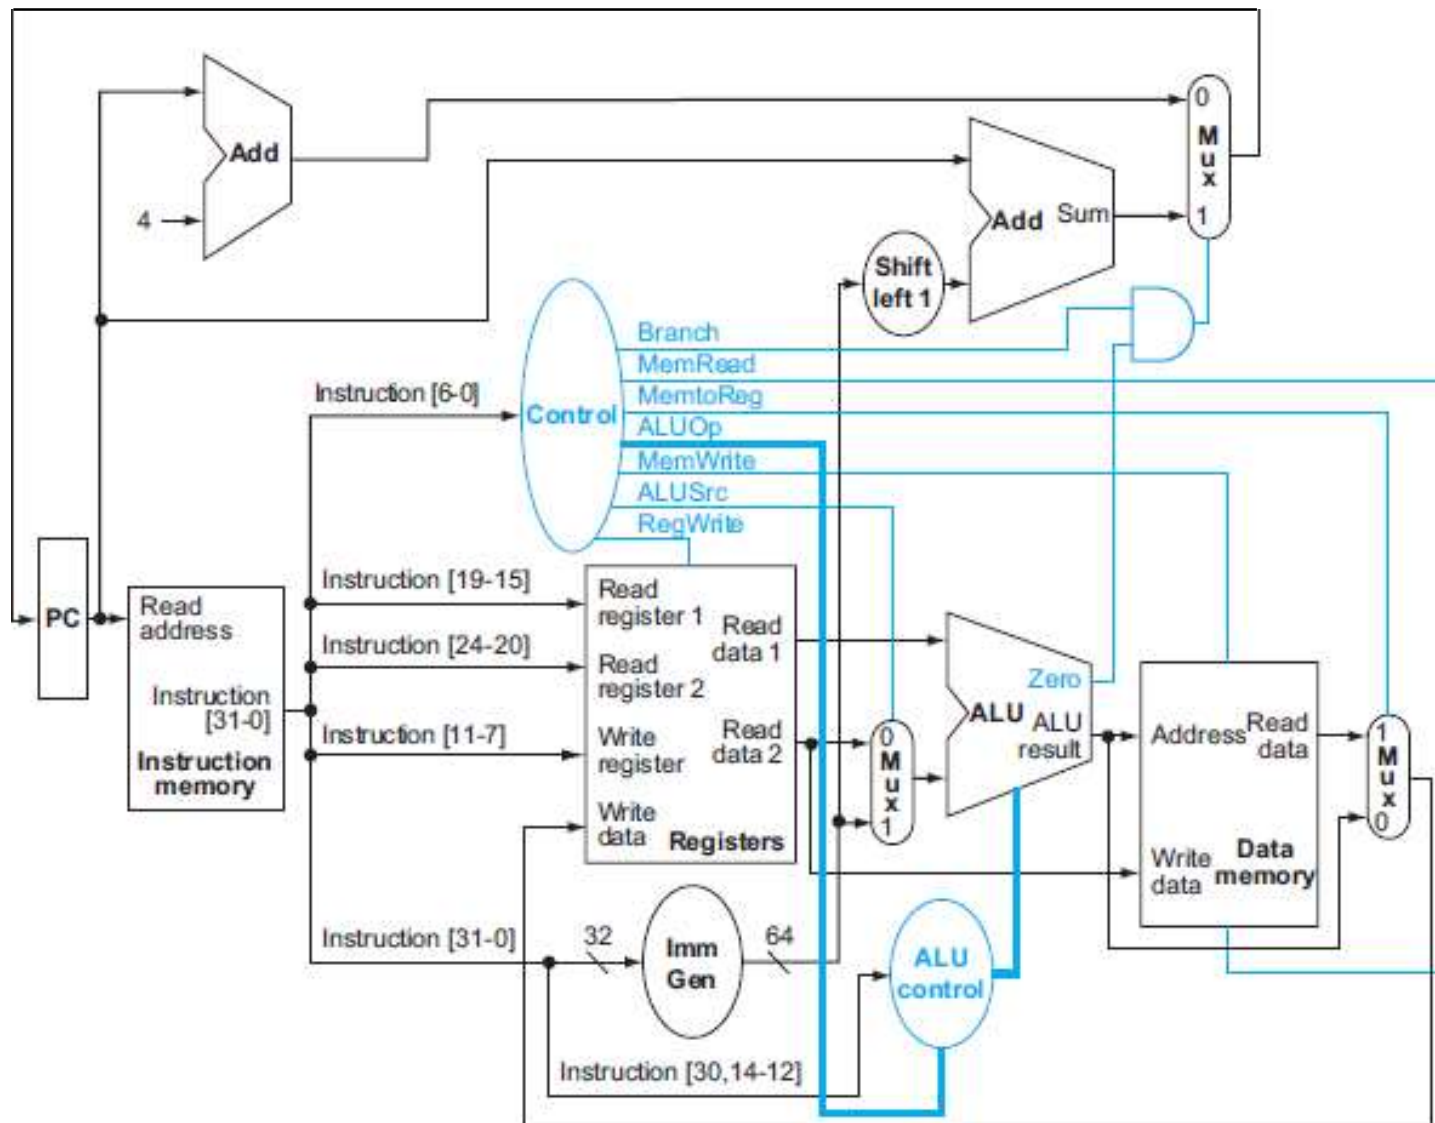 0
M
u
x
1
Add
4
Add
Sum
Shift
left 1
Branch
MemRead
MemtoReg
ALUOp
MemWrite
ALUSrc
RegWrite
Control
Instruction [6-0]
Instruction [19-15]
Instruction [24-20]
Instruction [11-7]
Instruction [31-0]
PC
Read
address
Instruction
[31-0]
Instruction
memory
Read
register 1
Read
register 2
Write
register
Write
data
Read
data 1
Read
data 2
Registers
0
M
u
x
1
Zero
ALU
ALU
result
Address
Read
data
Write
data
Data
memory
1
M
u
x
0
32
Imm
Gen
64
ALU
control
Instruction [30,14-12]